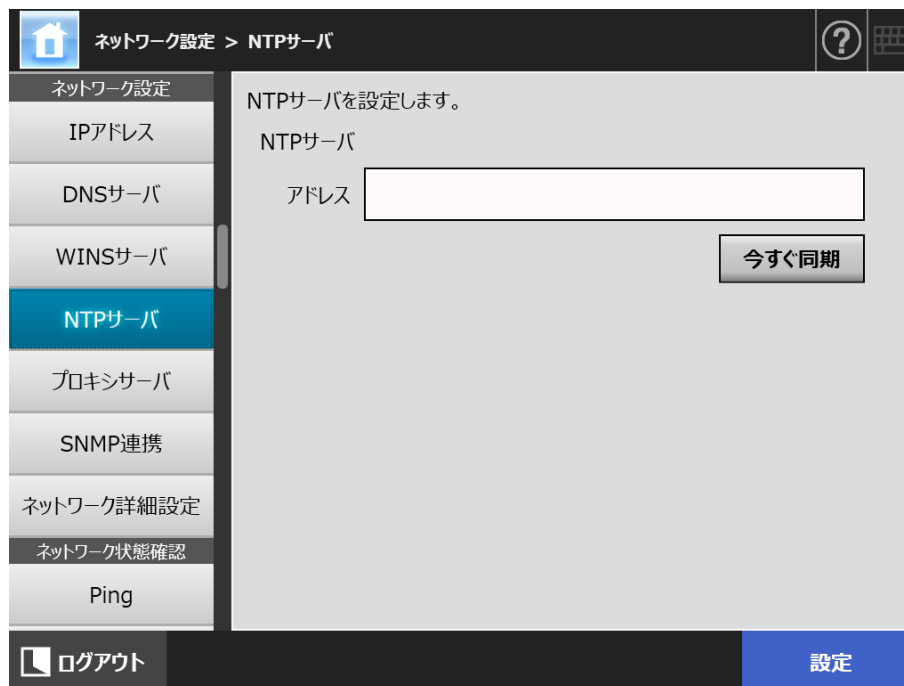 ネットワーク設定 > NTPサーバ
?
ネットワーク設定
IPアドレス
DNSサーバ
WINSサーバ
NTPサーバ
プロキシサーバ
SNMP連携
ネットワーク詳細設定
ネットワーク状態確認
Ping
NTPサーバを設定します。
NTPサーバ
アドレス
今すぐ同期
ログアウト
設定